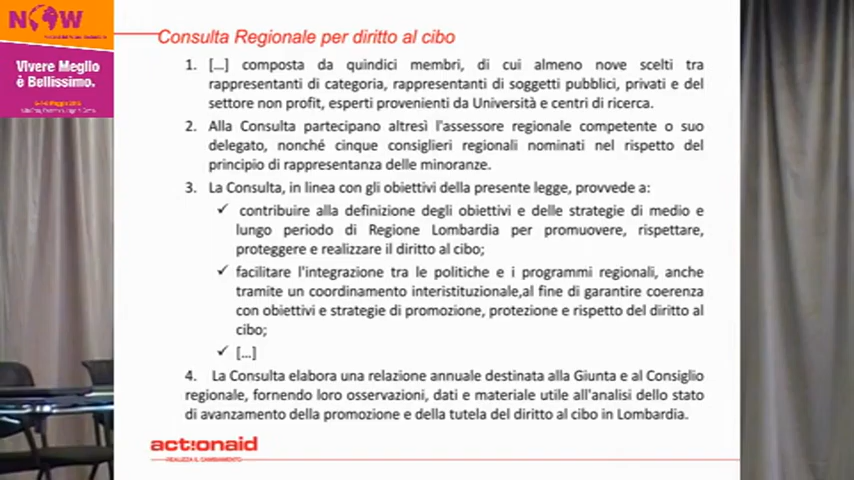 NOW
Vivere Meglio
è Bellissimo.
Consulta Regionale per diritto al cibo
1. [...] composta da quindici membri, di cui almeno nove scelti tra
rappresentanti di categoria, rappresentanti di soggetti pubblici, privati e del
settore non profit, esperti provenienti da Università e centri di ricerca.
2. Alla Consulta partecipano altresì l'assessore regionale competente o suo
delegato, nonché cinque consiglieri regionali nominati nel rispetto del
principio di rappresentanza delle minoranze.
3. La Consulta, in linea con gli obiettivi della presente legge, provvede a:
✓ contribuire alla definizione degli obiettivi e delle strategie di medio e
lungo periodo di Regione Lombardia per promuovere, rispettare,
proteggere e realizzare il diritto al cibo;
✓ facilitare l'integrazione tra le politiche e i programmi regionali, anche
tramite un coordinamento interistituzionale,al fine di garantire coerenza
con obiettivi e strategie di promozione, protezione e rispetto del diritto al
cibo;
✓ [...]
4. La Consulta elabora una relazione annuale destinata alla Giunta e al Consiglio
regionale, fornendo loro osservazioni, dati e materiale utile all'analisi dello stato
di avanzamento della promozione e della tutela del diritto al cibo in Lombardia.
act!onaid
REALIZZA IL CAMBIAMENTO